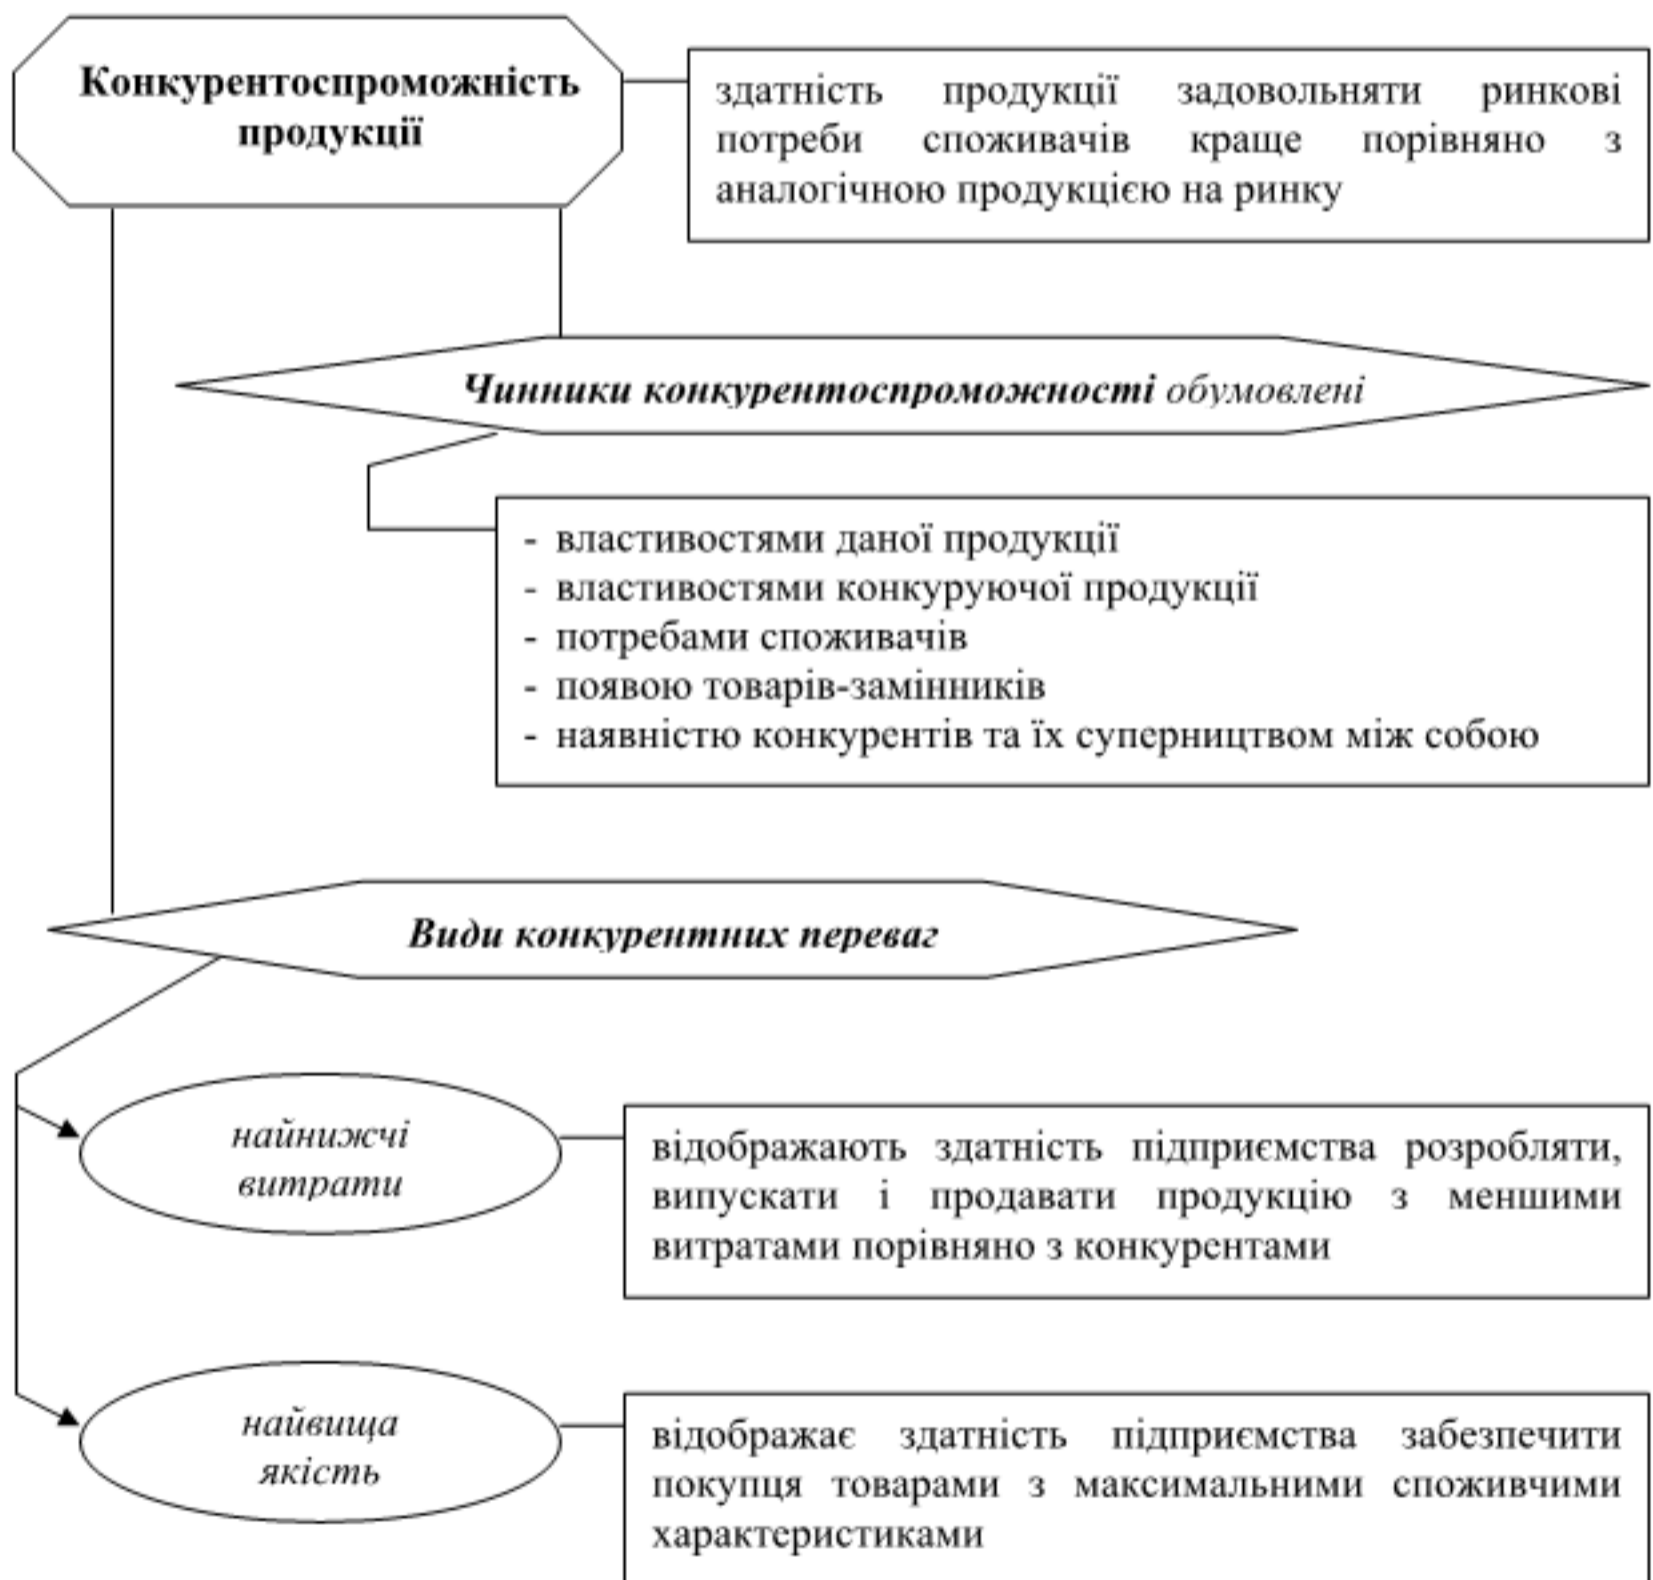 Конкурентоспроможність
продукції
здатність продукції задовольняти ринкові
потреби споживачів краще порівняно з
аналогічною продукцією на ринку
Чинники конкурентоспроможності обумовлені
- властивостями даної продукції
- властивостями конкуруючої продукції
- потребами споживачів
- появою товарів-замінників
- наявністю конкурентів та їх суперництвом між собою
Види конкурентних переваг
найнижчі
витрати
відображають здатність підприємства розробляти,
випускати і продавати продукцію з меншими
витратами порівняно з конкурентами
найвища
якість
відображає здатність підприємства забезпечити
покупця товарами з максимальними споживчими
характеристиками